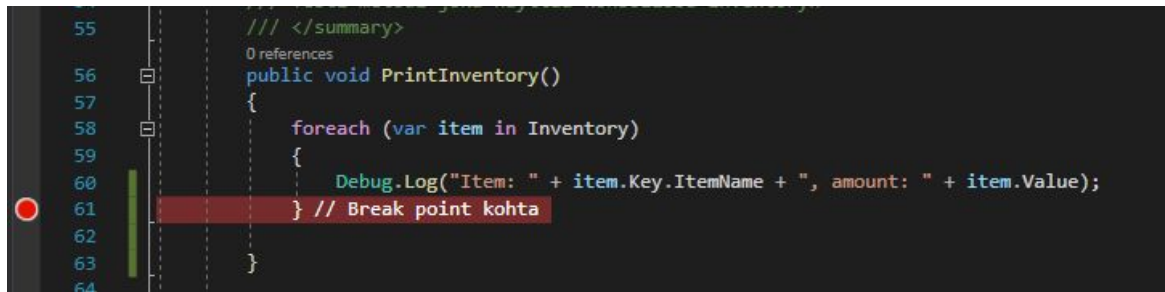 55 /// </summary>
0 references
56 public void PrintInventory()
57 {
58 foreach (var item in Inventory)
59 {
60 Debug.Log("Item: " + item.Key.ItemName + ", amount: " + item.Value);
61 } // Break point kohta
62
63 }
64